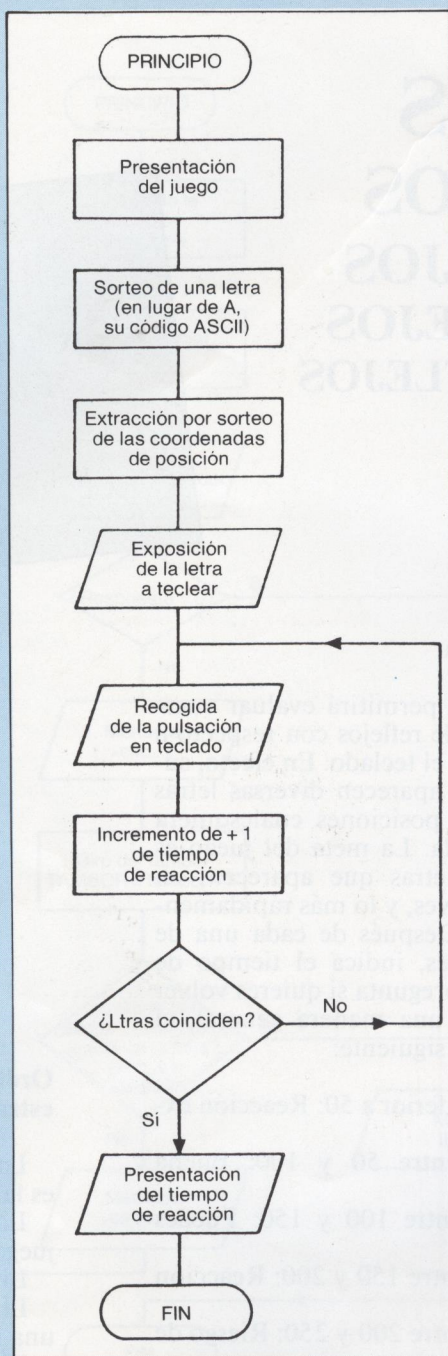 PRINCIPIO
Presentación
del juego
Sorteo de una letra
(en lugar de A,
su código ASCII)
Extracción por sorteo
de las coordenadas
de posición
Exposición
de la letra
a teclear
Recogida
de la pulsación
en teclado
Incremento de + 1
de tiempo
de reacción
¿Ltras coinciden?
No
Sí
Presentación
del tiempo
de reacción
FIN